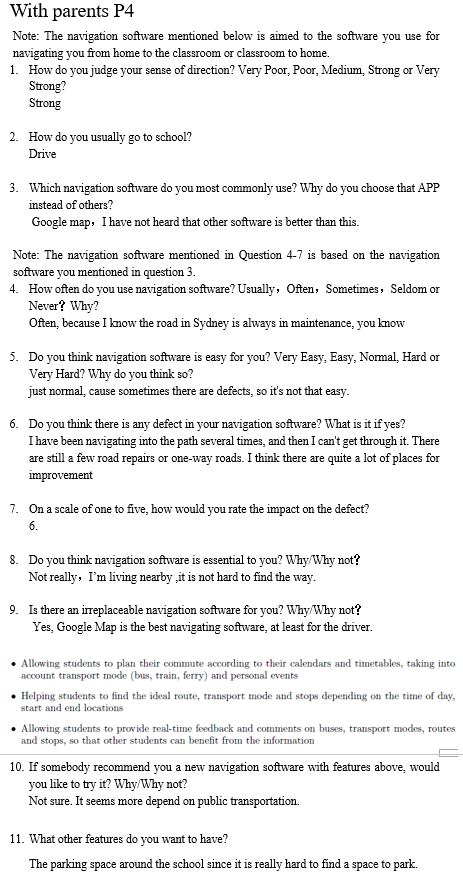 With parents P4
Note: The navigation software mentioned below is aimed to the software you use for
navigating you from home to the classroom or classroom to home.
1. How do you judge your sense of direction? Very Poor, Poor, Medium, Strong or Very
Strong?
Strong
2. How do you usually go to school?
Drive
3. Which navigation software do you most commonly use? Why do you choose that APP
instead of others?
Google map，I have not heard that other software is better than this.
Note: The navigation software mentioned in Question 4-7 is based on the navigation
software you mentioned in question 3.
4. How often do you use navigation software? Usually，Often，Sometimes，Seldom or
Never？Why?
Often, because I know the road in Sydney is always in maintenance, you know
5. Do you think navigation software is easy for you? Very Easy, Easy, Normal, Hard or
Very Hard? Why do you think so?
just normal, cause sometimes there are defects, so it's not that easy.
6. Do you think there is any defect in your navigation software? What is it if yes?
I have been navigating into the path several times, and then I can't get through it. There
are still a few road repairs or one-way roads. I think there are quite a lot of places for
improvement
7. On a scale of one to five, how would you rate the impact on the defect?
6.
8. Do you think navigation software is essential to you? Why/Why not？
Not really，I’m living nearby ,it is not hard to find the way.
9. Is there an irreplaceable navigation software for you? Why/Why not？
Yes, Google Map is the best navigating software, at least for the driver.
• Allowing students to plan their commute according to their calendars and timetables, taking into
account transport mode (bus, train, ferry) and personal events
• Helping students to find the ideal route, transport mode and stops depending on the time of day,
start and end locations
• Allowing students to provide real-time feedback and comments on buses, transport modes, routes
and stops, so that other students can benefit from the information
10. If somebody recommend you a new navigation software with features above, would
you like to try it? Why/Why not?
Not sure. It seems more depend on public transportation.
11. What other features do you want to have?
The parking space around the school since it is really hard to find a space to park.